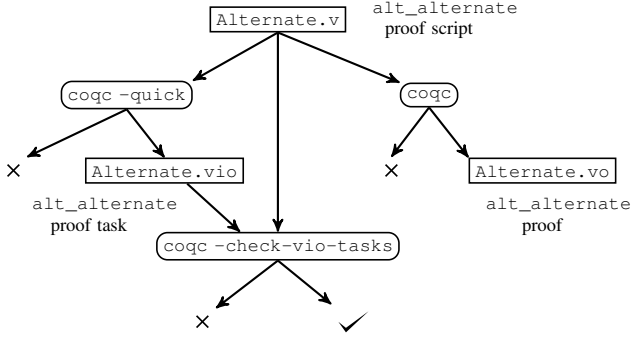 Alternate.v
alt_alternate
proof script
coqc -quick
coqc
×
Alternate.vio
×
Alternate.vo
alt_alternate
proof task
alt_alternate
proof
coqc -check-vio-tasks
×
✓